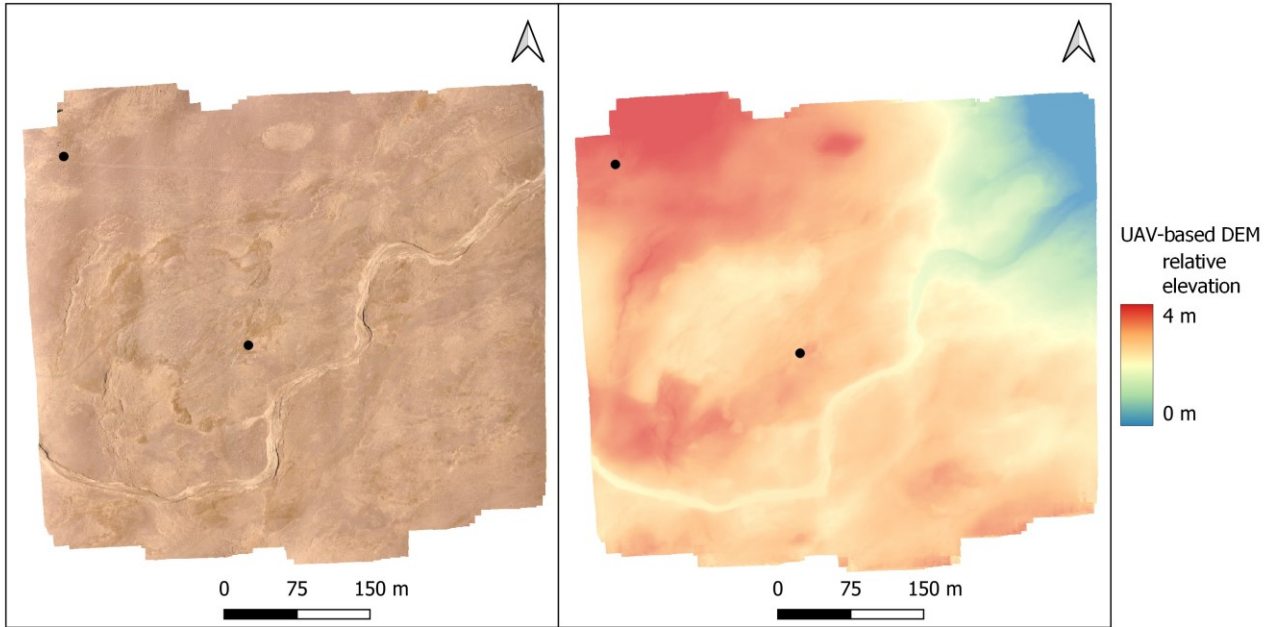 UAV-based DEM
relative
elevation
4 m
0 m
0 75 150 m
0 75 150 m